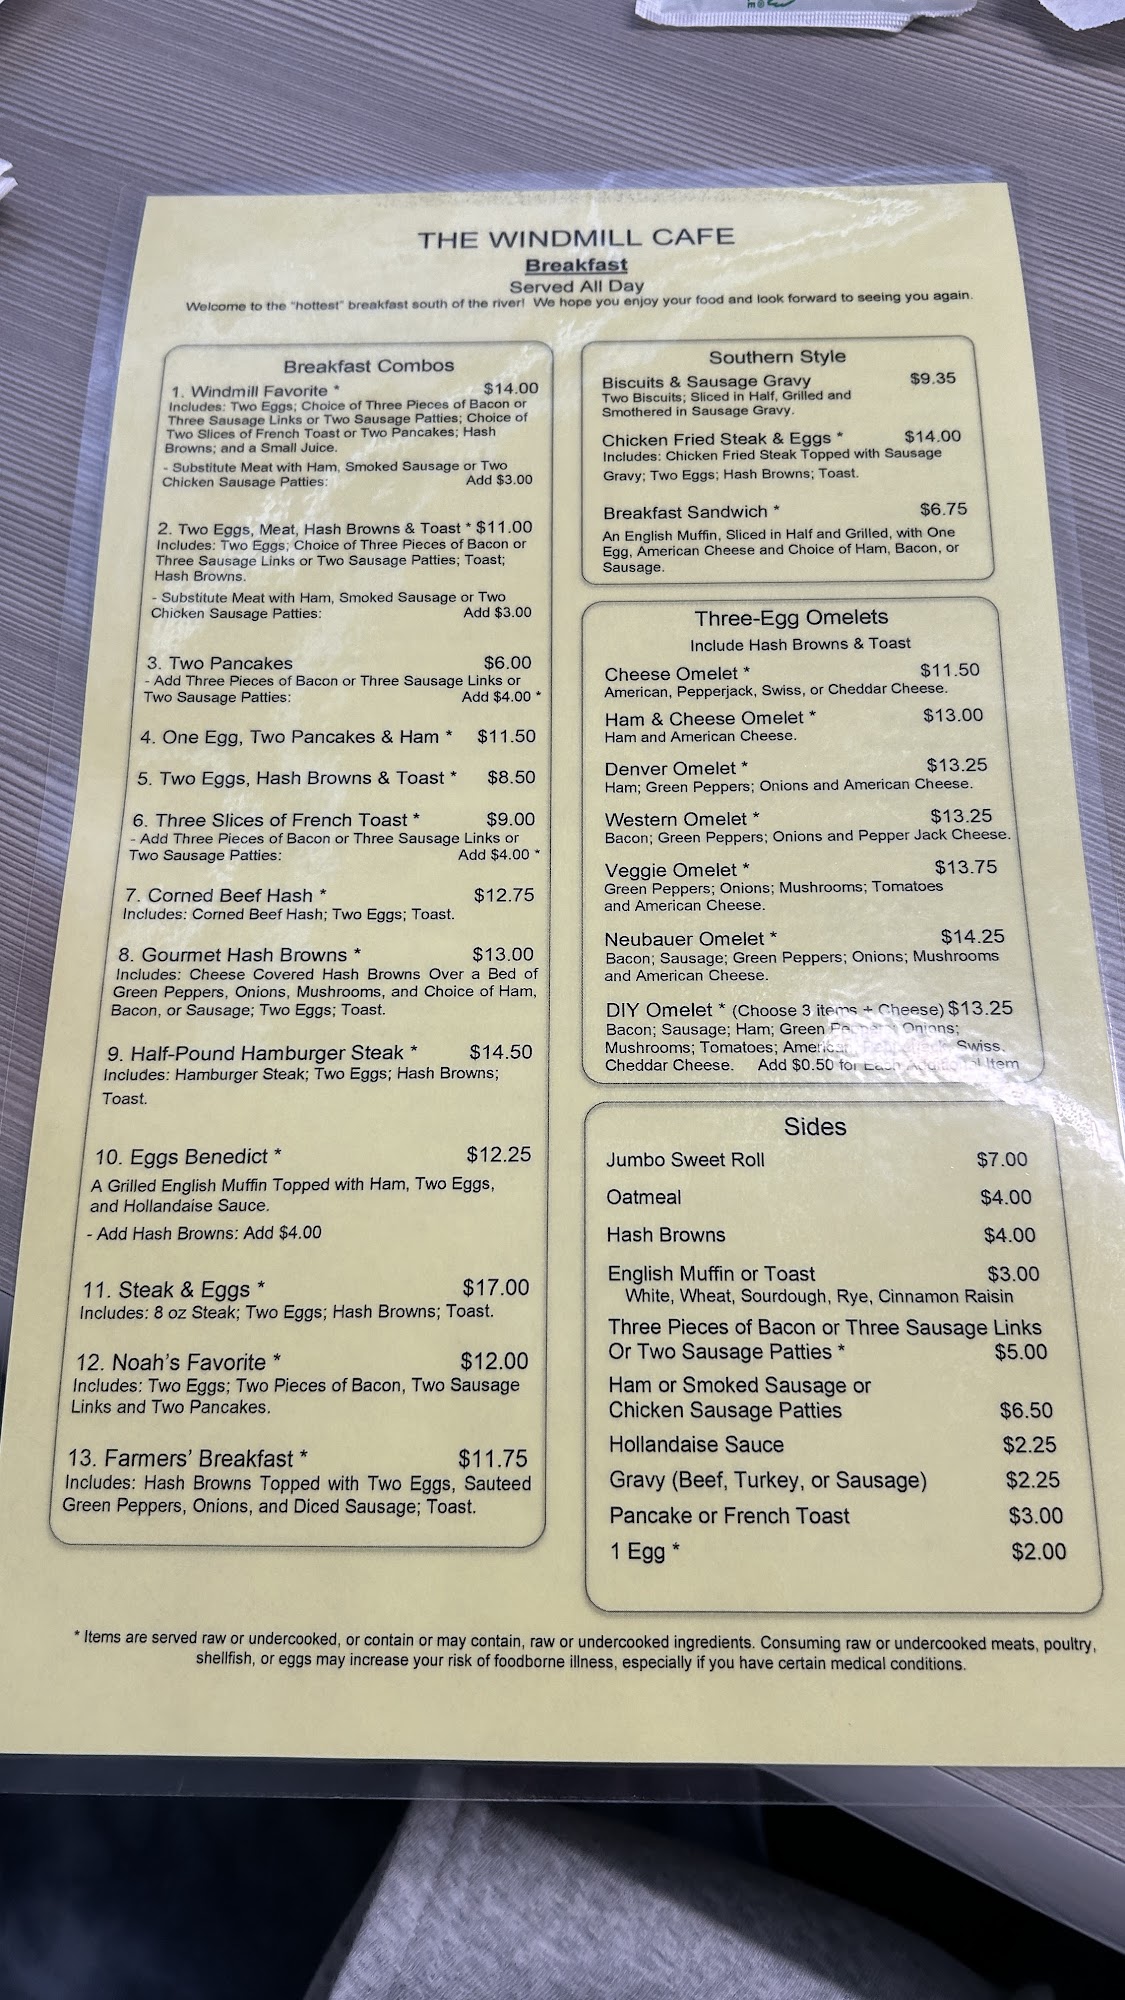 THE WINDMILL CAFE
Breakfast
Served All Day
Welcome to the "hottest" breakfast south of the river! We hope you enjoy your food and look forward to seeing you again.
Breakfast Combos
1. Windmill Favorite * $14.00
Includes: Two Eggs; Choice of Three Pieces of Bacon or
Three Sausage Links or Two Sausage Patties; Choice of
Two Slices of French Toast or Two Pancakes; Hash
Browns; and a Small Juice.
- Substitute Meat with Ham, Smoked Sausage or Two
Chicken Sausage Patties: Add $3.00
2. Two Eggs, Meat, Hash Browns & Toast * $11.00
Includes: Two Eggs; Choice of Three Pieces of Bacon or
Three Sausage Links or Two Sausage Patties; Toast;
Hash Browns.
- Substitute Meat with Ham, Smoked Sausage or Two
Chicken Sausage Patties: Add $3.00
3. Two Pancakes $6.00
- Add Three Pieces of Bacon or Three Sausage Links or
Two Sausage Patties: Add $4.00 *
4. One Egg, Two Pancakes & Ham * $11.50
5. Two Eggs, Hash Browns & Toast * $8.50
6. Three Slices of French Toast * $9.00
- Add Three Pieces of Bacon or Three Sausage Links or
Two Sausage Patties: Add $4.00 *
7. Corned Beef Hash * $12.75
Includes: Corned Beef Hash; Two Eggs; Toast.
8. Gourmet Hash Browns * $13.00
Includes: Cheese Covered Hash Browns Over a Bed of
Green Peppers, Onions, Mushrooms, and Choice of Ham,
Bacon, or Sausage; Two Eggs; Toast.
9. Half-Pound Hamburger Steak * $14.50
Includes: Hamburger Steak; Two Eggs; Hash Browns;
Toast.
10. Eggs Benedict * $12.25
A Grilled English Muffin Topped with Ham, Two Eggs,
and Hollandaise Sauce.
- Add Hash Browns: Add $4.00
11. Steak & Eggs * $17.00
Includes: 8 oz Steak; Two Eggs; Hash Browns; Toast.
12. Noah's Favorite * $12.00
Includes: Two Eggs; Two Pieces of Bacon, Two Sausage
Links and Two Pancakes.
13. Farmers' Breakfast * $11.75
Includes: Hash Browns Topped with Two Eggs, Sauteed
Green Peppers, Onions, and Diced Sausage; Toast.
Southern Style
Biscuits & Sausage Gravy $9.35
Two Biscuits; Sliced in Half, Grilled and
Smothered in Sausage Gravy.
Chicken Fried Steak & Eggs * $14.00
Includes: Chicken Fried Steak Topped with Sausage
Gravy; Two Eggs; Hash Browns; Toast.
Breakfast Sandwich * $6.75
An English Muffin, Sliced in Half and Grilled, with One
Egg, American Cheese and Choice of Ham, Bacon, or
Sausage.
Three-Egg Omelets
Include Hash Browns & Toast
Cheese Omelet * $11.50
American, Pepperjack, Swiss, or Cheddar Cheese.
Ham & Cheese Omelet * $13.00
Ham and American Cheese.
Denver Omelet * $13.25
Ham; Green Peppers; Onions and American Cheese.
Western Omelet * $13.25
Bacon; Green Peppers; Onions and Pepper Jack Cheese.
Veggie Omelet * $13.75
Green Peppers; Onions; Mushrooms; Tomatoes
and American Cheese.
Neubauer Omelet * $14.25
Bacon; Sausage; Green Peppers; Onions; Mushrooms
and American Cheese.
DIY Omelet * (Choose 3 items + Cheese) $13.25
Bacon; Sausage; Ham; Green Peppers; Onions;
Mushrooms; Tomatoes; American Swiss,
Cheddar Cheese. Add $0.50 for Each Additional Item
Sides
Jumbo Sweet Roll $7.00
Oatmeal $4.00
Hash Browns $4.00
English Muffin or Toast $3.00
White, Wheat, Sourdough, Rye, Cinnamon Raisin
Three Pieces of Bacon or Three Sausage Links
Or Two Sausage Patties * $5.00
Ham or Smoked Sausage or
Chicken Sausage Patties $6.50
Hollandaise Sauce $2.25
Gravy (Beef, Turkey, or Sausage) $2.25
Pancake or French Toast $3.00
1 Egg * $2.00
* Items are served raw or undercooked, or contain or may contain, raw or undercooked ingredients. Consuming raw or undercooked meats, poultry,
shellfish, or eggs may increase your risk of foodborne illness, especially if you have certain medical conditions.